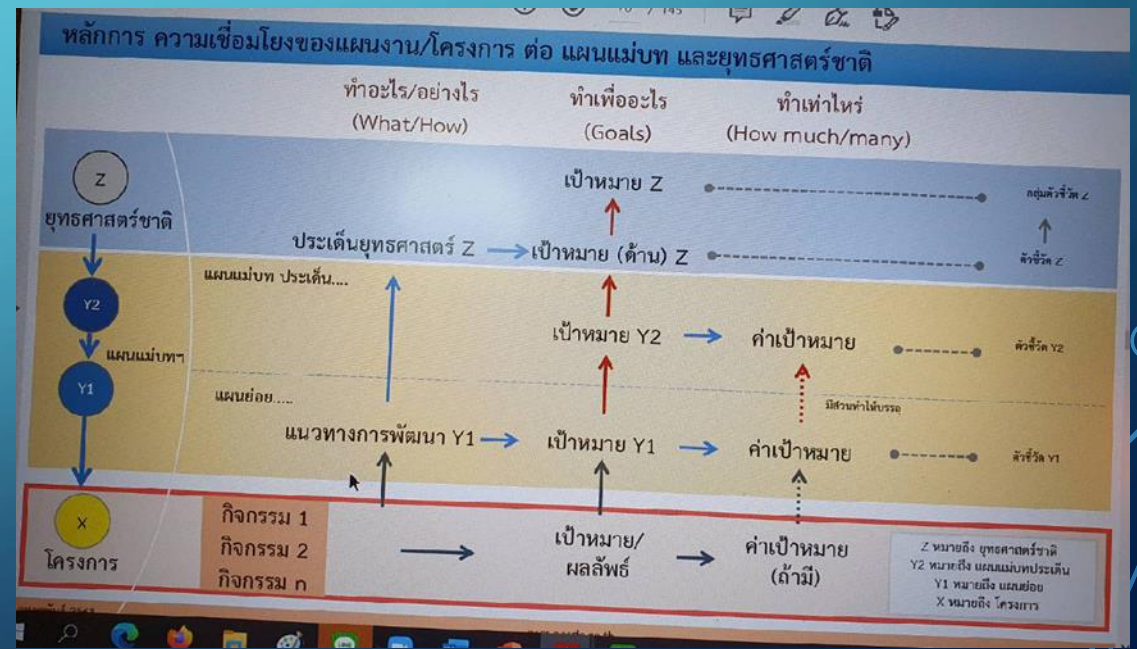 / 145
หลักการ ความเชื่อมโยงของแผนงาน/โครงการ ต่อ แผนแม่บท และยุทธศาสตร์ชาติ
ทำอะไร/อย่างไร
(What/How)
ทำเพื่ออะไร
(Goals)
ทำเท่าไหร่
(How much/many)
Z
ยุทธศาสตร์ชาติ
เป้าหมาย Z
กลุ่มตัวชี้วัด Z
ประเด็นยุทธศาสตร์ Z
เป้าหมาย (ด้าน) Z
ตัวชี้วัด Z
แผนแม่บท ประเด็น....
Y2
เป้าหมาย Y2
ค่าเป้าหมาย
ตัวชี้วัด Y2
แผนแม่บทฯ
Y1
แผนย่อย.....
มีส่วนทำให้บรรลุ
แนวทางการพัฒนา Y1
เป้าหมาย Y1
ค่าเป้าหมาย
ตัวชี้วัด Y1
X
โครงการ
กิจกรรม 1
กิจกรรม 2
กิจกรรม n
เป้าหมาย/
ผลลัพธ์
ค่าเป้าหมาย
(ถ้ามี)
Z หมายถึง ยุทธศาสตร์ชาติ
Y2 หมายถึง แผนแม่บทประเด็น
Y1 หมายถึง แผนย่อย
X หมายถึง โครงการ